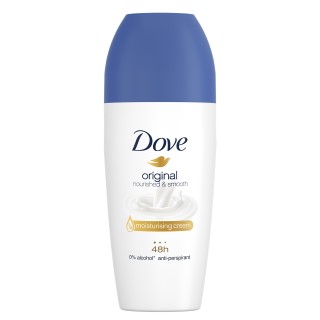 Dove
original
nourished & smooth
moisturising cream
48h
0% alcohol* anti-perspirant